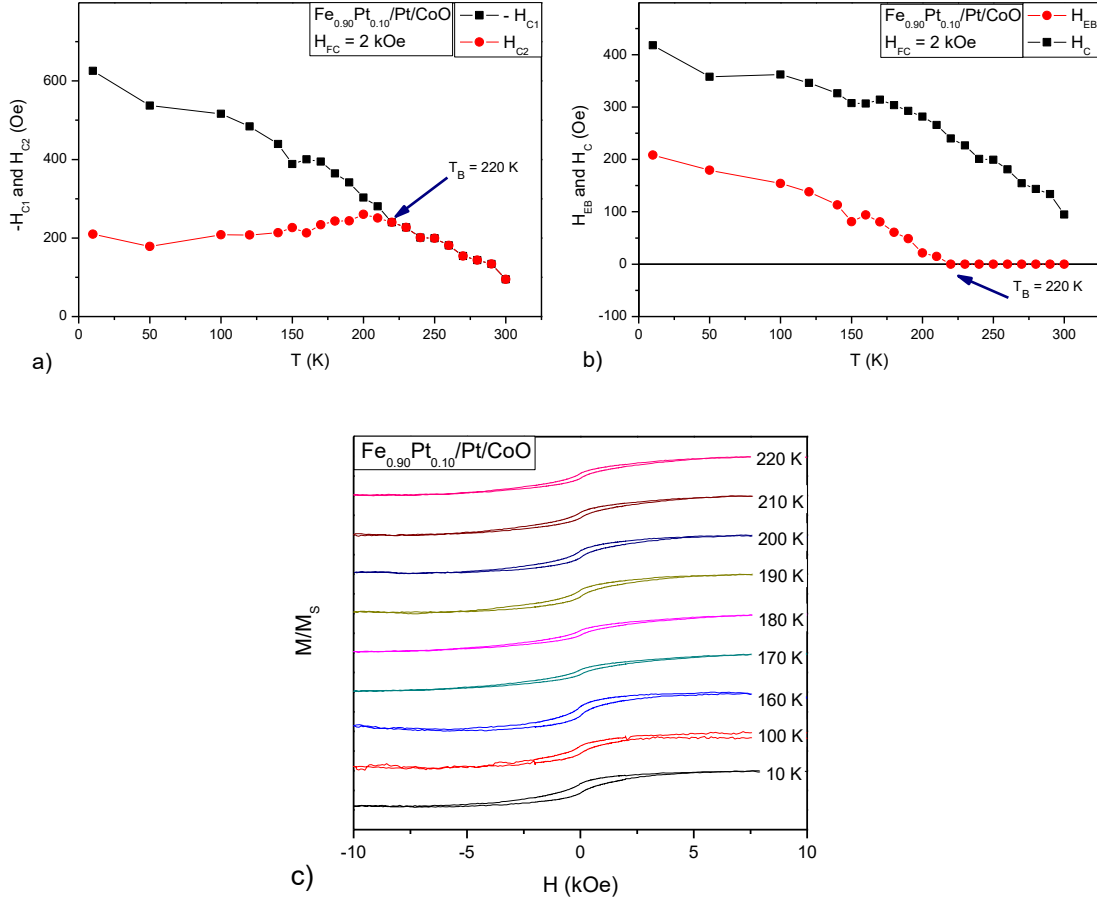 Fe0.90Pt0.10/Pt/CoO
HFC = 2 kOe
- HC1
HC2
600
400
200
0
-HC1 and HC2 (Oe)
TB = 220 K
0 50 100 150 200 250 300
T (K)
a)
Fe0.90Pt0.10/Pt/CoO
HFC = 2 kOe
HEB
HC
400
300
200
100
0
-100
HEB and HC (Oe)
TB = 220 K
0 50 100 150 200 250 300
T (K)
b)
Fe0.90Pt0.10/Pt/CoO
220 K
210 K
200 K
190 K
180 K
170 K
160 K
100 K
10 K
M/MS
-10 -5 0 5 10
H (kOe)
c)